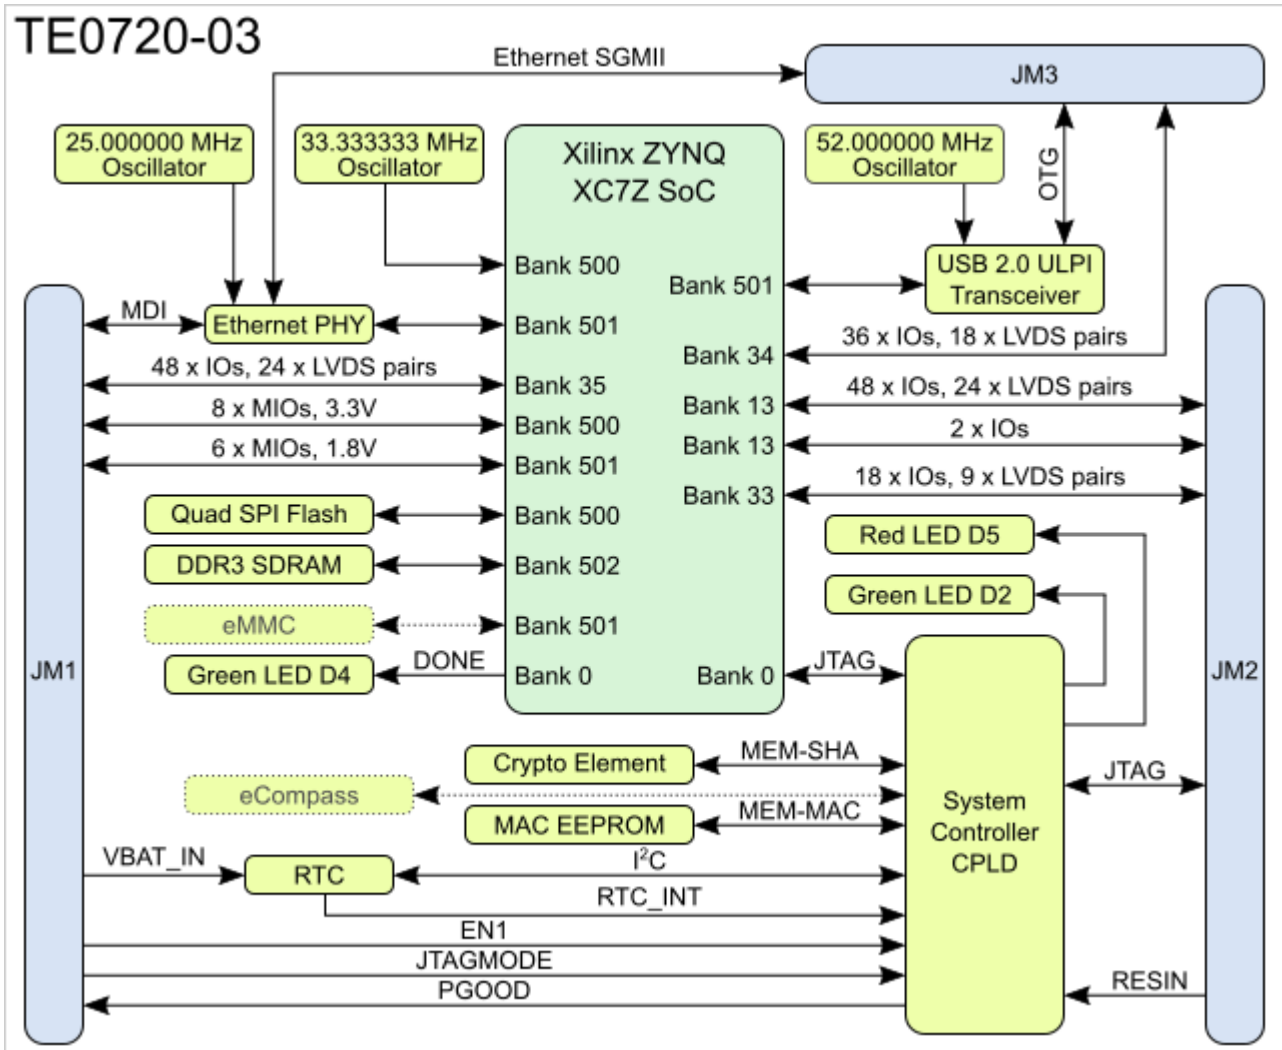 TE0720-03
Ethernet SGMII
JM3
25.000000 MHz
Oscillator
33.333333 MHz
Oscillator
Xilinx ZYNQ
XC7Z SoC
52.000000 MHz
Oscillator
OTG
Bank 500
Bank 501
USB 2.0 ULPI
Transceiver
MDI
Ethernet PHY
Bank 501
36 x IOs, 18 x LVDS pairs
Bank 34
48 x IOs, 24 x LVDS pairs
Bank 35
48 x IOs, 24 x LVDS pairs
Bank 13
8 x MIOs, 3.3V
Bank 500
2 x IOs
Bank 13
6 x MIOs, 1.8V
Bank 501
18 x IOs, 9 x LVDS pairs
Bank 33
Quad SPI Flash
Bank 500
Red LED D5
DDR3 SDRAM
Bank 502
Green LED D2
eMMC
Bank 501
JM1
Green LED D4
DONE
Bank 0
Bank 0
JTAG
JM2
Crypto Element
MEM-SHA
JTAG
eCompass
System
Controller
CPLD
MAC EEPROM
MEM-MAC
VBAT_IN
RTC
I²C
RTC_INT
EN1
JTAGMODE
PGOOD
RESIN